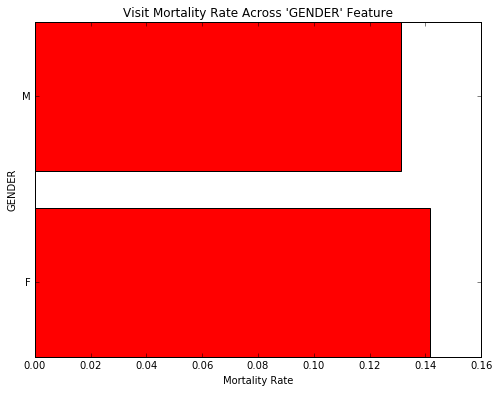 Visit Mortality Rate Across 'GENDER' Feature
M
GENDER
F
0.00 0.02 0.04 0.06 0.08 0.10 0.12 0.14 0.16
Mortality Rate